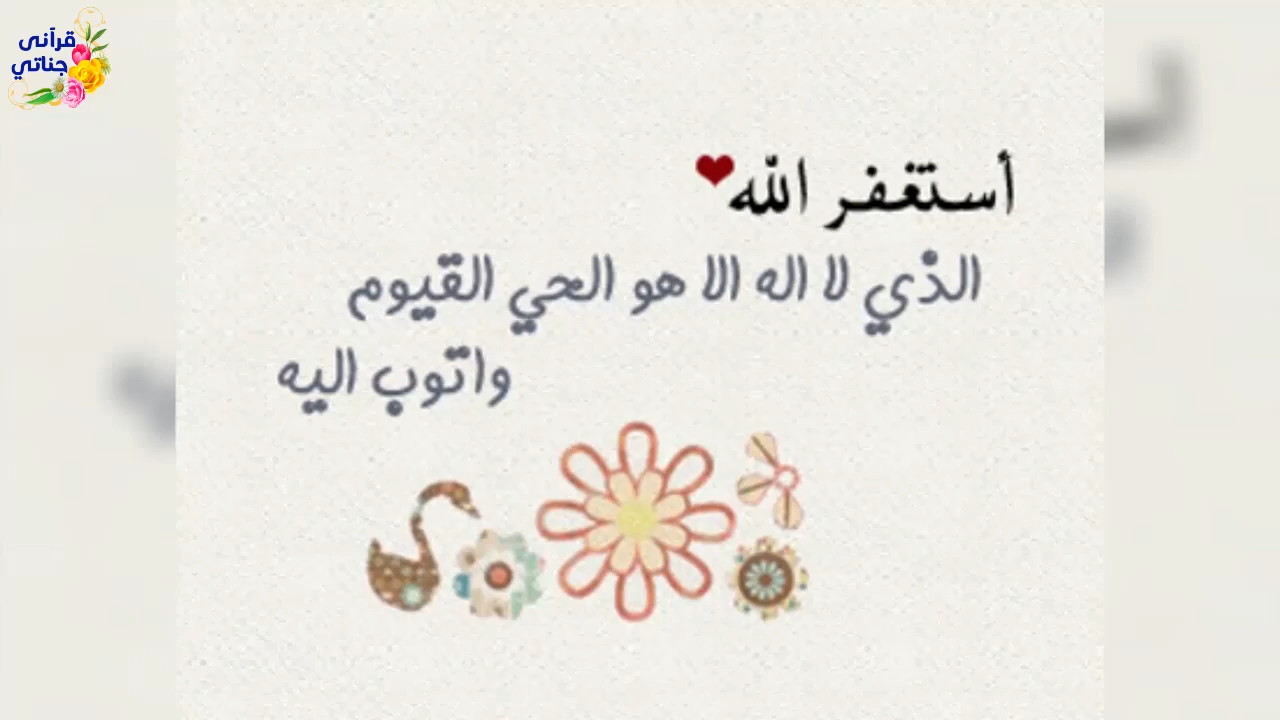 قرآنى
جناتي
أستغفر الله❤
الذي لا اله الا هو الحي القيوم
واتوب اليه